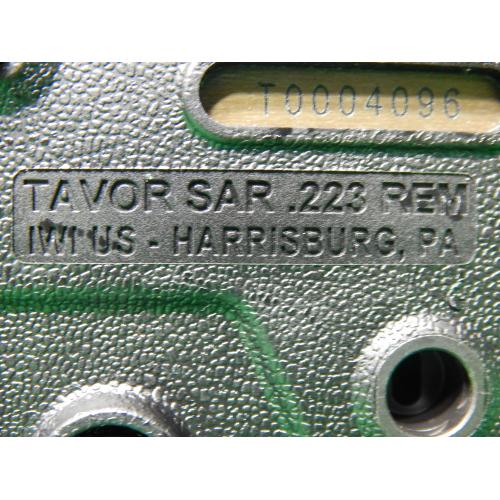 T0004096
TAVOR SAR .223 REM
IWI US - HARRISBURG, PA